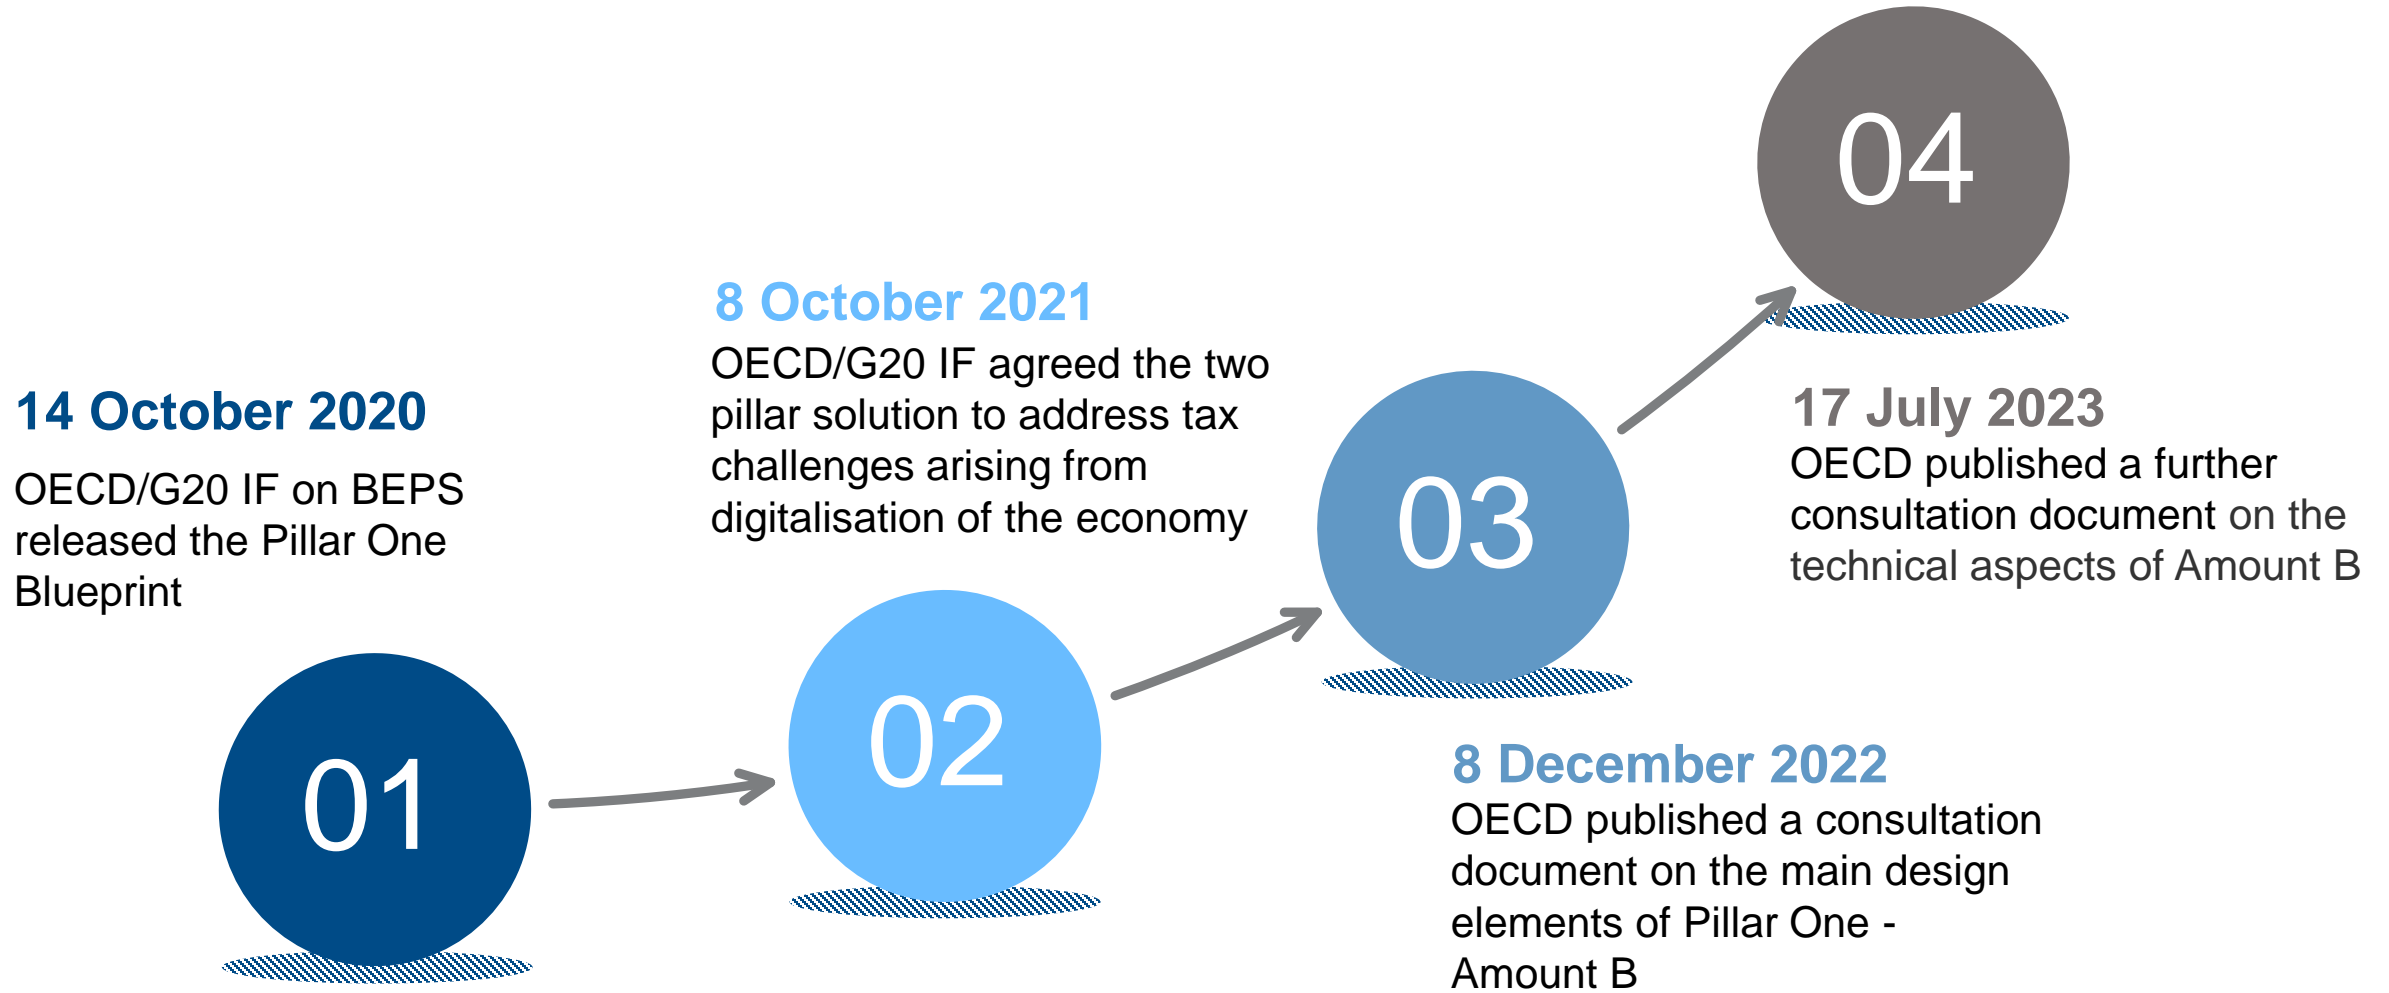 14 October 2020
OECD/G20 IF on BEPS
released the Pillar One
Blueprint
01
8 October 2021
OECD/G20 IF agreed the two
pillar solution to address tax
challenges arising from
digitalisation of the economy
02
03
8 December 2022
OECD published a consultation
document on the main design
elements of Pillar One -
Amount B
04
17 July 2023
OECD published a further
consultation document on the
technical aspects of Amount B